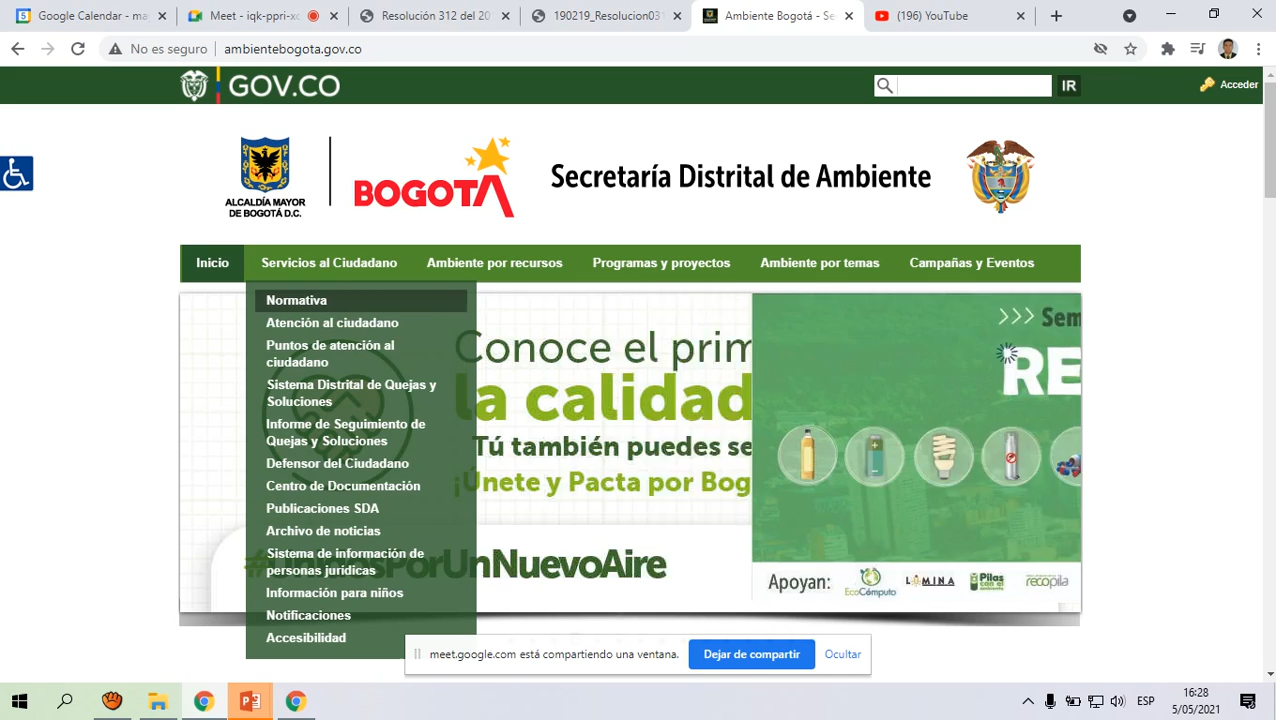 Google Calendar - ma
Meet - iqk-ppri-xc
Resolución 0312 del 20
190219_Resolucion031
Ambiente Bogotá - Se
(196) YouTube
No es seguro
ambientebogota.gov.co
GOV.CO
IR
Acceder
ALCALDÍA MAYOR
DE BOGOTÁ D.C.
BOGOTÁ
Secretaría Distrital de Ambiente
Inicio
Servicios al Ciudadano
Ambiente por recursos
Programas y proyectos
Ambiente por temas
Campañas y Eventos
Normativa
Atención al ciudadano
Puntos de atención al
ciudadano
Sistema Distrital de Quejas y
Soluciones
Informe de Seguimiento de
Quejas y Soluciones
Defensor del Ciudadano
Centro de Documentación
Publicaciones SDA
Archivo de noticias
Sistema de información de
personas jurídicas
Información para niños
Notificaciones
Accesibilidad
Conoce el prim
la calidad
Tú también puedes se
¡Únete y Pacta por Bog
PorUnNuevoAire
>>> Sem
RE
Apoyan:
EcoCómputo
LÚMINA
Pilas
con el
ambiente
recopila
meet.google.com está compartiendo una ventana.
Dejar de compartir
Ocultar
ESP
16:28
5/05/2021